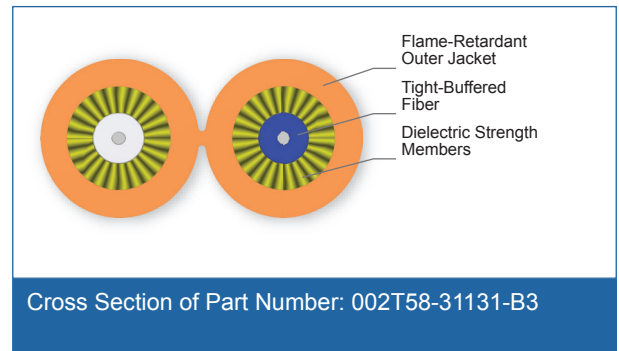 Flame-Retardant
Outer Jacket
Tight-Buffered
Fiber
Dielectric Strength
Members
Cross Section of Part Number: 002T58-31131-B3